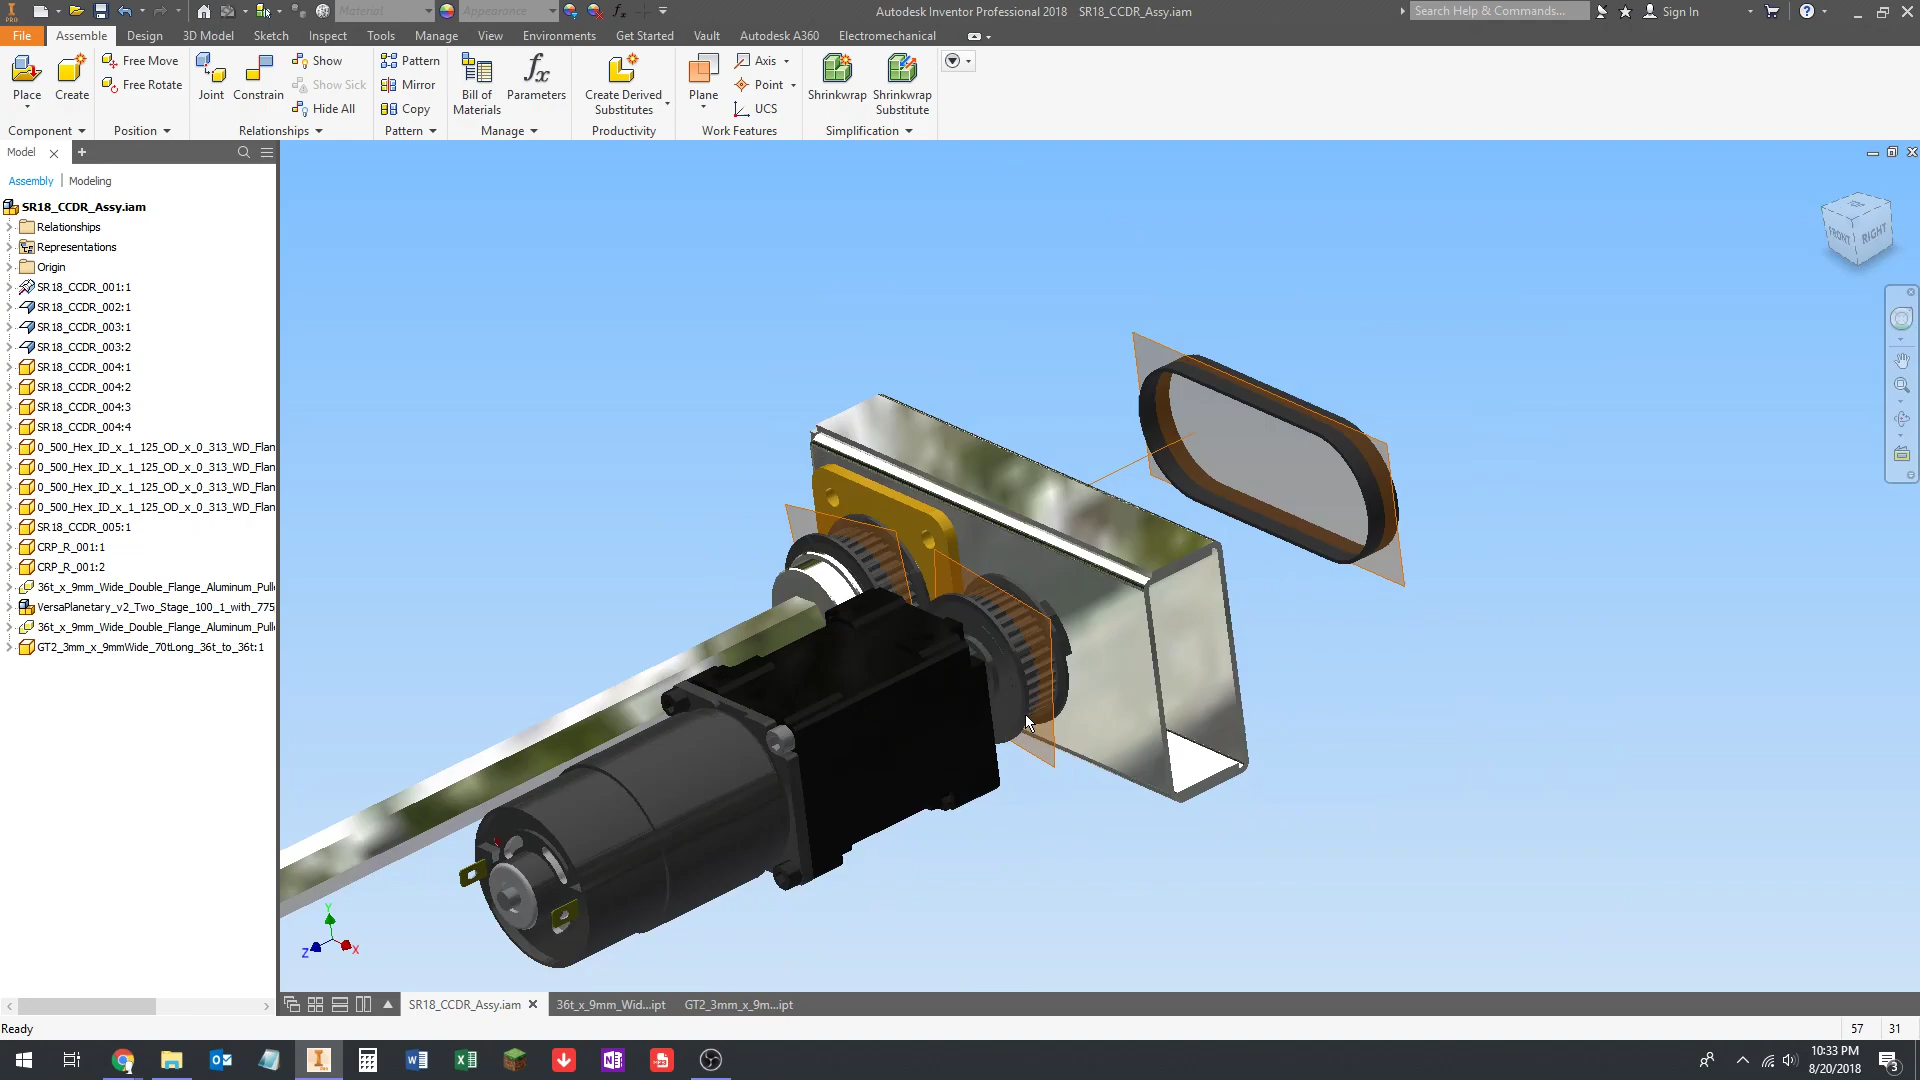 Material
Appearance
Autodesk Inventor Professional 2018 SR18_CCDR_Assy.iam
Search Help & Commands...
Sign In
PRO
File
Assemble
Design
3D Model
Sketch
Inspect
Tools
Manage
View
Environments
Get Started
Vault
Autodesk A360
Electromechanical
Place
Create
Free Move
Free Rotate
Joint
Constrain
Show
Show Sick
Hide All
Pattern
Mirror
Copy
Bill of Materials
Parameters
Create Derived Substitutes
Plane
Axis
Point
UCS
Shrinkwrap
Shrinkwrap Substitute
Component
Position
Relationships
Pattern
Manage
Productivity
Work Features
Simplification
Model
Assembly
Modeling
SR18_CCDR_Assy.iam
Relationships
Representations
Origin
SR18_CCDR_001:1
SR18_CCDR_002:1
SR18_CCDR_003:1
SR18_CCDR_003:2
SR18_CCDR_004:1
SR18_CCDR_004:2
SR18_CCDR_004:3
SR18_CCDR_004:4
0_500_Hex_ID_x_1_125_OD_x_0_313_WD_Flan
0_500_Hex_ID_x_1_125_OD_x_0_313_WD_Flan
0_500_Hex_ID_x_1_125_OD_x_0_313_WD_Flan
0_500_Hex_ID_x_1_125_OD_x_0_313_WD_Flan
SR18_CCDR_005:1
CRP_R_001:1
CRP_R_001:2
36t_x_9mm_Wide_Double_Flange_Aluminum_Pulle
VersaPlanetary_v2_Two_Stage_100_1_with_775
36t_x_9mm_Wide_Double_Flange_Aluminum_Pulle
GT2_3mm_x_9mmWide_70tLong_36t_to_36t:1
FRONT
RIGHT
Y
Z
X
SR18_CCDR_Assy.iam
36t_x_9mm_Wid...ipt
GT2_3mm_x_9m...ipt
Ready
57
31
10:33 PM
8/20/2018
3